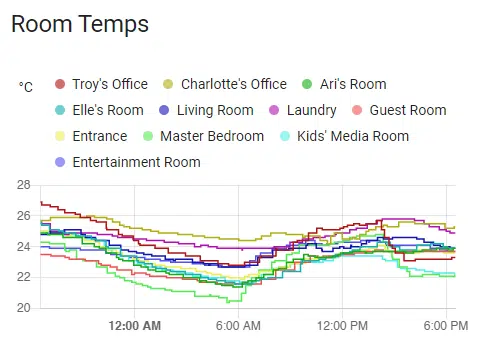 Room Temps
°C
Troy's Office Charlotte's Office Ari's Room
Elle's Room Living Room Laundry Guest Room
Entrance Master Bedroom Kids' Media Room
Entertainment Room
28
26
24
22
20
12:00 AM 6:00 AM 12:00 PM 6:00 PM